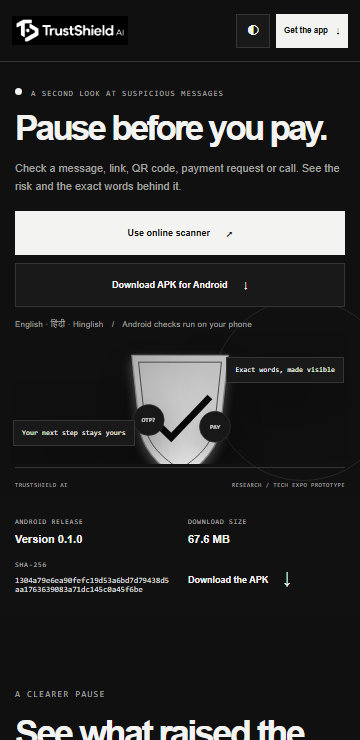 TrustShield AI
Get the app ↓
A SECOND LOOK AT SUSPICIOUS MESSAGES
Pause before you pay.
Check a message, link, QR code, payment request or call. See the
risk and the exact words behind it.
Use online scanner ↗
Download APK for Android ↓
English · हिंदी · Hinglish / Android checks run on your phone
Exact words, made visible
OTP?
PAY
Your next step stays yours
TRUSTSHIELD AI
RESEARCH / TECH EXPO PROTOTYPE
ANDROID RELEASE
Version 0.1.0
DOWNLOAD SIZE
67.6 MB
SHA-256
1304a79e6ea90fefc19d53a6bd7d79438d5
aa1763639083a71dc145c0a45f6be
Download the APK ↓
A CLEARER PAUSE
See what raised the